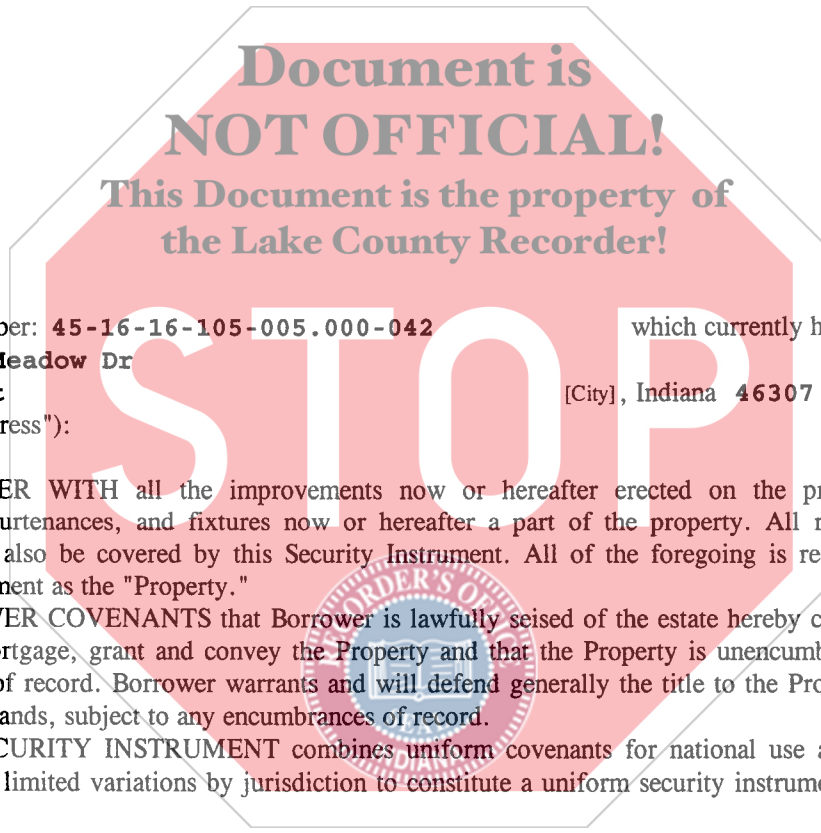 Document is
NOT OFFICIAL!
This Document is the property of
the Lake County Recorder!
STOP
ber: 45-16-16-105-005.000-042 which currently h
Meadow Dr
[City], Indiana 46307
ress"):
ER WITH all the improvements now or hereafter erected on the pr
urtenances, and fixtures now or hereafter a part of the property. All r
also be covered by this Security Instrument. All of the foregoing is re
ment as the "Property."
VER COVENANTS that Borrower is lawfully seised of the estate hereby c
rtgage, grant and convey the Property and that the Property is unencumb
of record. Borrower warrants and will defend generally the title to the Pro
ands, subject to any encumbrances of record.
CURITY INSTRUMENT combines uniform covenants for national use a
limited variations by jurisdiction to constitute a uniform security instrume
RECORDER'S OFFICE
INDIANA